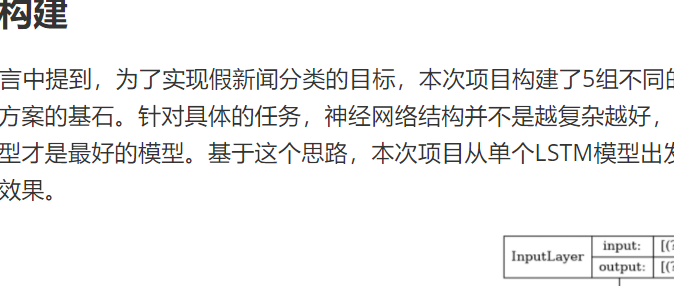 构建
言中提到，为了实现假新闻分类的目标，本次项目构建了5组不同的
方案的基石。针对具体的任务，神经网络结构并不是越复杂越好，
型才是最好的模型。基于这个思路，本次项目从单个LSTM模型出发
效果。
InputLayer
input: [(?
output: [(?